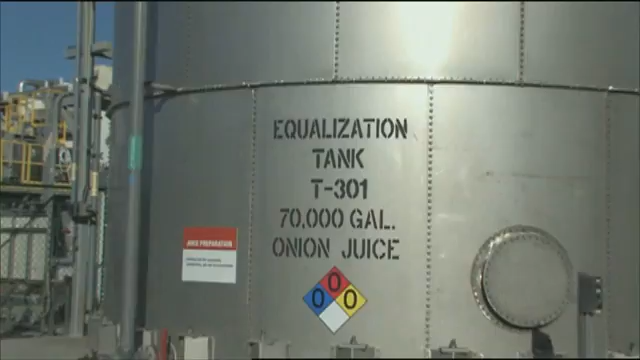 EQUALIZATION
TANK
T-301
70,000 GAL.
ONION JUICE
0
0 0